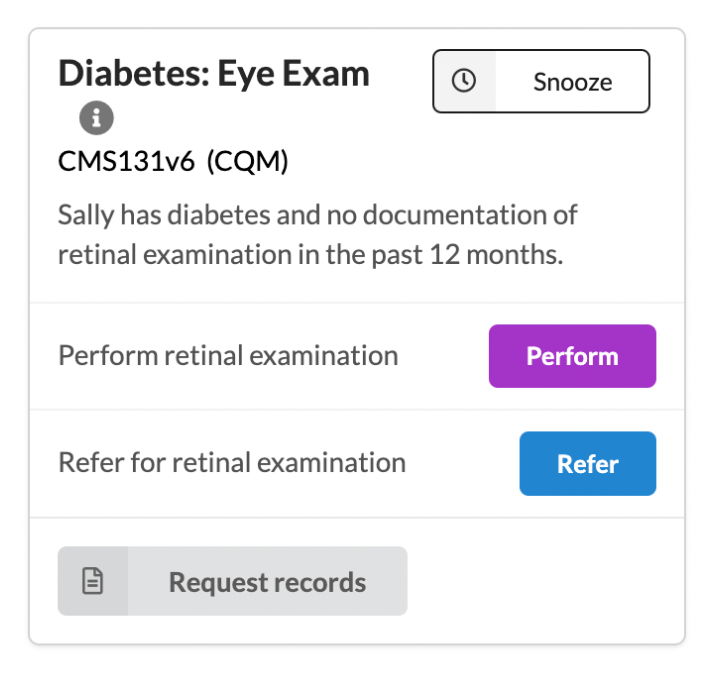 Diabetes: Eye Exam
Snooze
CMS131v6 (CQM)
Sally has diabetes and no documentation of
retinal examination in the past 12 months.
Perform retinal examination
Perform
Refer for retinal examination
Refer
Request records